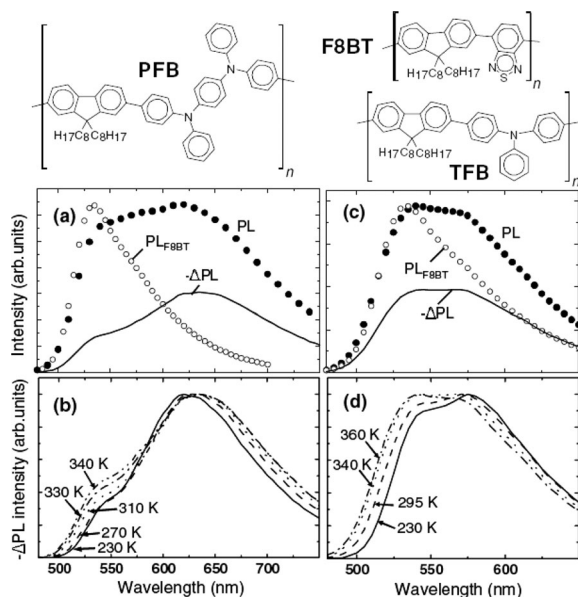 PFB
N
N
H17C8C8H17
n
F8BT
H17C8C8H17
N
N
S
n
N
H17C8C8H17
TFB
n
Intensity (arb.units)
(a)
PL
PLF8BT
-ΔPL
(c)
PL
PLF8BT
-ΔPL
-ΔPL intensity (arb.units)
(b)
340 K
330 K
310 K
270 K
230 K
500 550 600 650 700
Wavelength (nm)
(d)
360 K
340 K
295 K
230 K
500 550 600
Wavelength (nm)